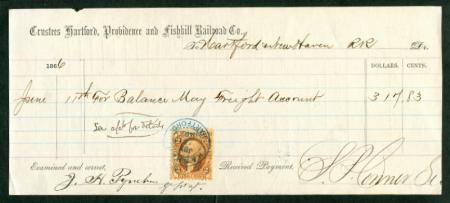 Trustees Hartford, Providence and Fishkill Railroad Co.,
To Hartford & New Haven RR Dr.
1866
DOLLARS. CENTS.
June 11th For Balance May Freight Account 317.83
See a/c for details
Examined and correct,
Received Payment,
HARTFORD